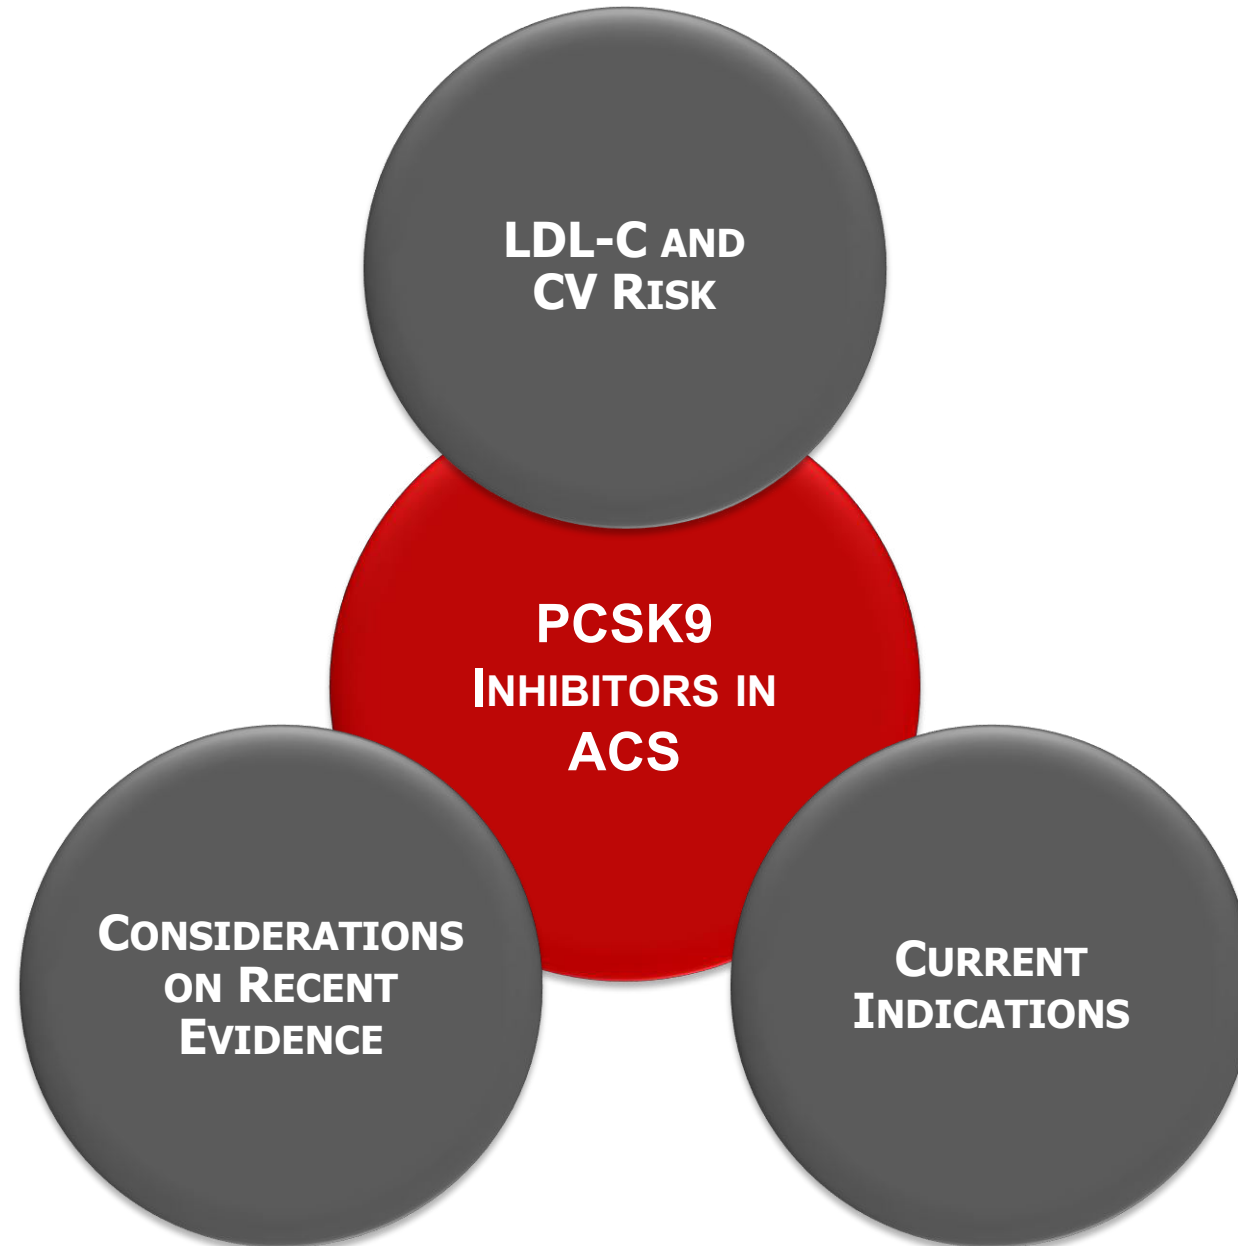 LDL-C AND
CV RISK
PCSK9
INHIBITORS IN
ACS
CONSIDERATIONS
ON RECENT
EVIDENCE
CURRENT
INDICATIONS